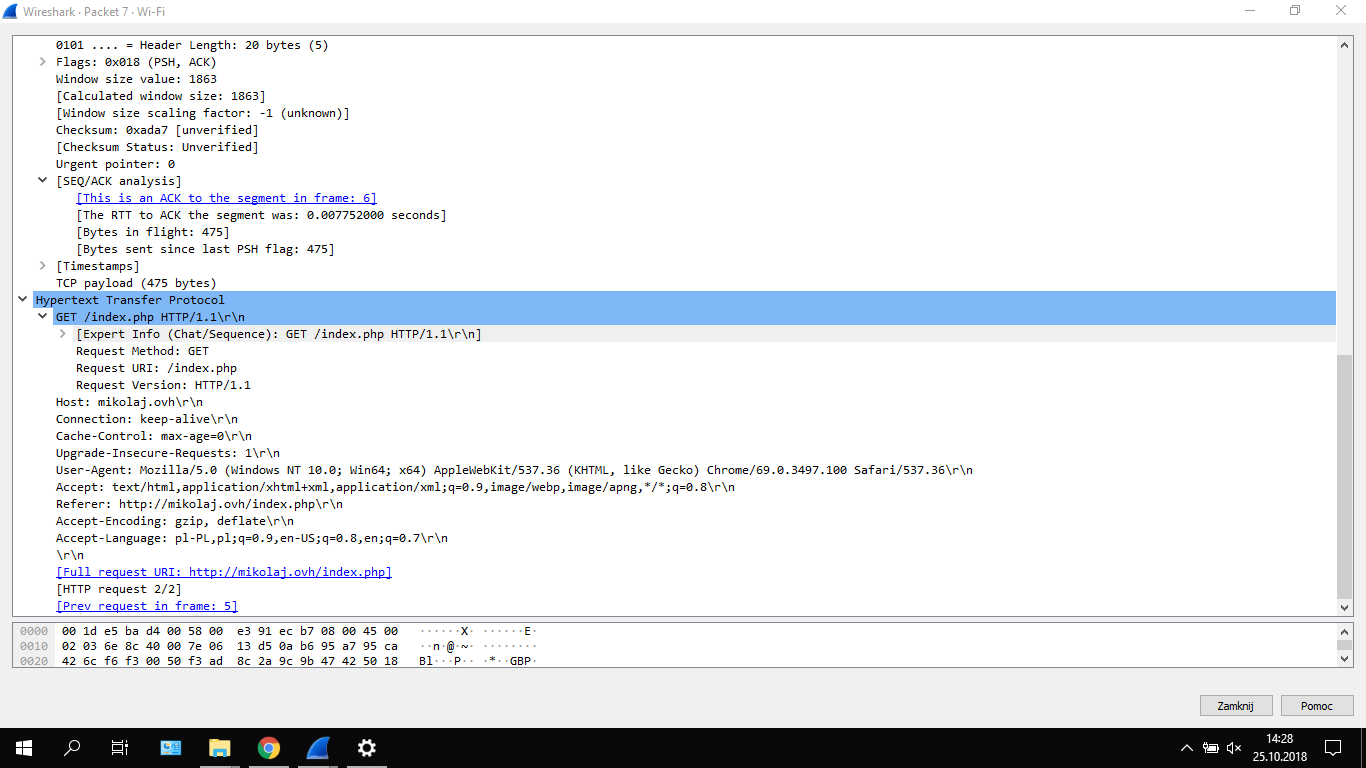 Wireshark · Packet 7 · Wi-Fi
0101 .... = Header Length: 20 bytes (5)
Flags: 0x018 (PSH, ACK)
Window size value: 1863
[Calculated window size: 1863]
[Window size scaling factor: -1 (unknown)]
Checksum: 0xada7 [unverified]
[Checksum Status: Unverified]
Urgent pointer: 0
[SEQ/ACK analysis]
[This is an ACK to the segment in frame: 6]
[The RTT to ACK the segment was: 0.007752000 seconds]
[Bytes in flight: 475]
[Bytes sent since last PSH flag: 475]
[Timestamps]
TCP payload (475 bytes)
Hypertext Transfer Protocol
GET /index.php HTTP/1.1\r\n
[Expert Info (Chat/Sequence): GET /index.php HTTP/1.1\r\n]
Request Method: GET
Request URI: /index.php
Request Version: HTTP/1.1
Host: mikolaj.ovh\r\n
Connection: keep-alive\r\n
Cache-Control: max-age=0\r\n
Upgrade-Insecure-Requests: 1\r\n
User-Agent: Mozilla/5.0 (Windows NT 10.0; Win64; x64) AppleWebKit/537.36 (KHTML, like Gecko) Chrome/69.0.3497.100 Safari/537.36\r\n
Accept: text/html,application/xhtml+xml,application/xml;q=0.9,image/webp,image/apng,*/*;q=0.8\r\n
Referer: http://mikolaj.ovh/index.php\r\n
Accept-Encoding: gzip, deflate\r\n
Accept-Language: pl-PL,pl;q=0.9,en-US;q=0.8,en;q=0.7\r\n
\r\n
[Full request URI: http://mikolaj.ovh/index.php]
[HTTP request 2/2]
[Prev request in frame: 5]
0000 00 1d e5 ba d4 00 58 00 e3 91 ec b7 08 00 45 00 ······X· ······E·
0010 02 03 6e 8c 40 00 7e 06 13 d5 0a b6 95 a7 95 ca ··n·@·~· ········
0020 42 6c f6 f3 00 50 f3 ad 8c 2a 9c 9b 47 42 50 18 Bl···P·· ·*··GBP·
Zamknij
Pomoc
14:28
25.10.2018